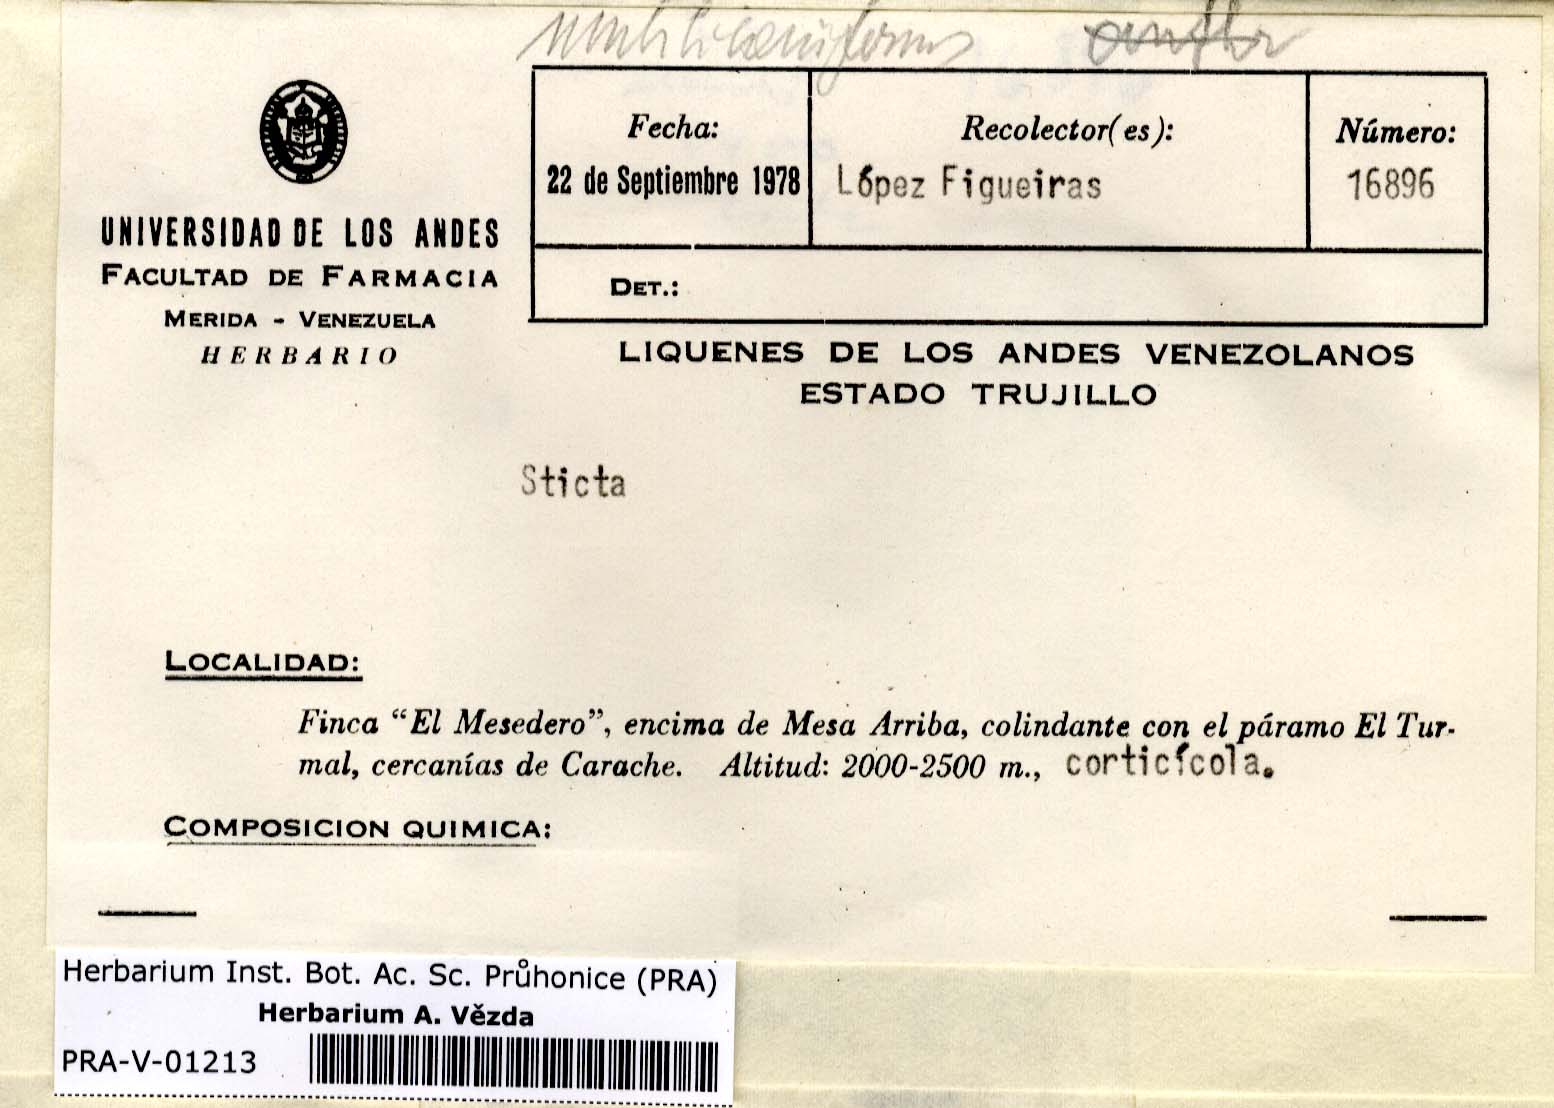 umbilicariiformis
Fecha:
22 de Septiembre 1978
Recolector(es):
López Figueiras
Número:
16896
DET.:
UNIVERSIDAD DE LOS ANDES
FACULTAD DE FARMACIA
MERIDA - VENEZUELA
HERBARIO
LIQUENES DE LOS ANDES VENEZOLANOS
ESTADO TRUJILLO
Sticta
LOCALIDAD:
Finca “El Mesedero”, encima de Mesa Arriba, colindante con el páramo El Tur-
mal, cercanías de Carache. Altitud: 2000-2500 m., corticícola.
COMPOSICION QUIMICA:
Herbarium Inst. Bot. Ac. Sc. Průhonice (PRA)
Herbarium A. Vězda
PRA-V-01213